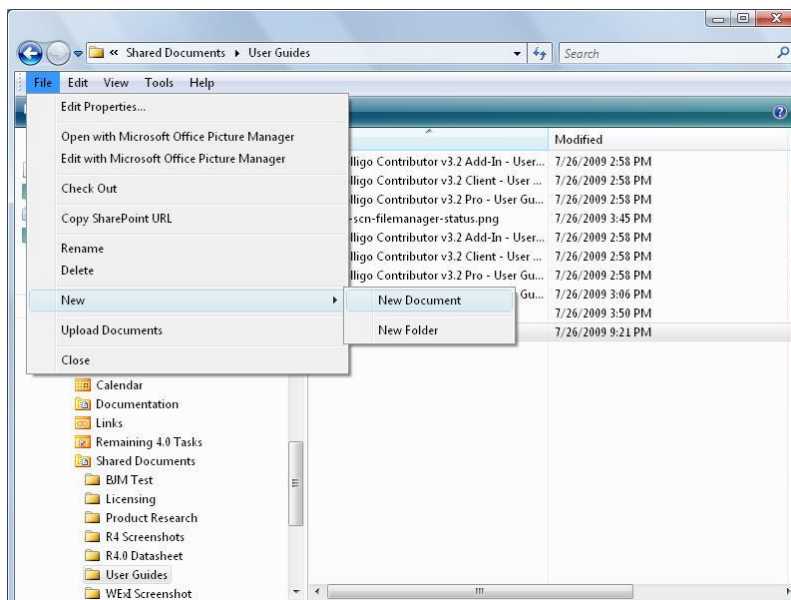 « Shared Documents ▸ User Guides
Search
File Edit View Tools Help
Edit Properties...
Open with Microsoft Office Picture Manager
Edit with Microsoft Office Picture Manager
Check Out
Copy SharePoint URL
Rename
Delete
New
New Document
New Folder
Upload Documents
Close
Modified
lligo Contributor v3.2 Add-In - User... 7/26/2009 2:58 PM
lligo Contributor v3.2 Client - User ... 7/26/2009 2:58 PM
lligo Contributor v3.2 Pro - User Gu... 7/26/2009 2:58 PM
-scn-filemanager-status.png 7/26/2009 3:45 PM
lligo Contributor v3.2 Add-In - User... 7/26/2009 2:58 PM
lligo Contributor v3.2 Client - User ... 7/26/2009 2:58 PM
lligo Contributor v3.2 Pro - User Gu... 7/26/2009 2:58 PM
Gu... 7/26/2009 3:06 PM
7/26/2009 3:50 PM
7/26/2009 9:21 PM
Calendar
Documentation
Links
Remaining 4.0 Tasks
Shared Documents
BJM Test
Licensing
Product Research
R4 Screenshots
R4.0 Datasheet
User Guides
WExI Screenshot